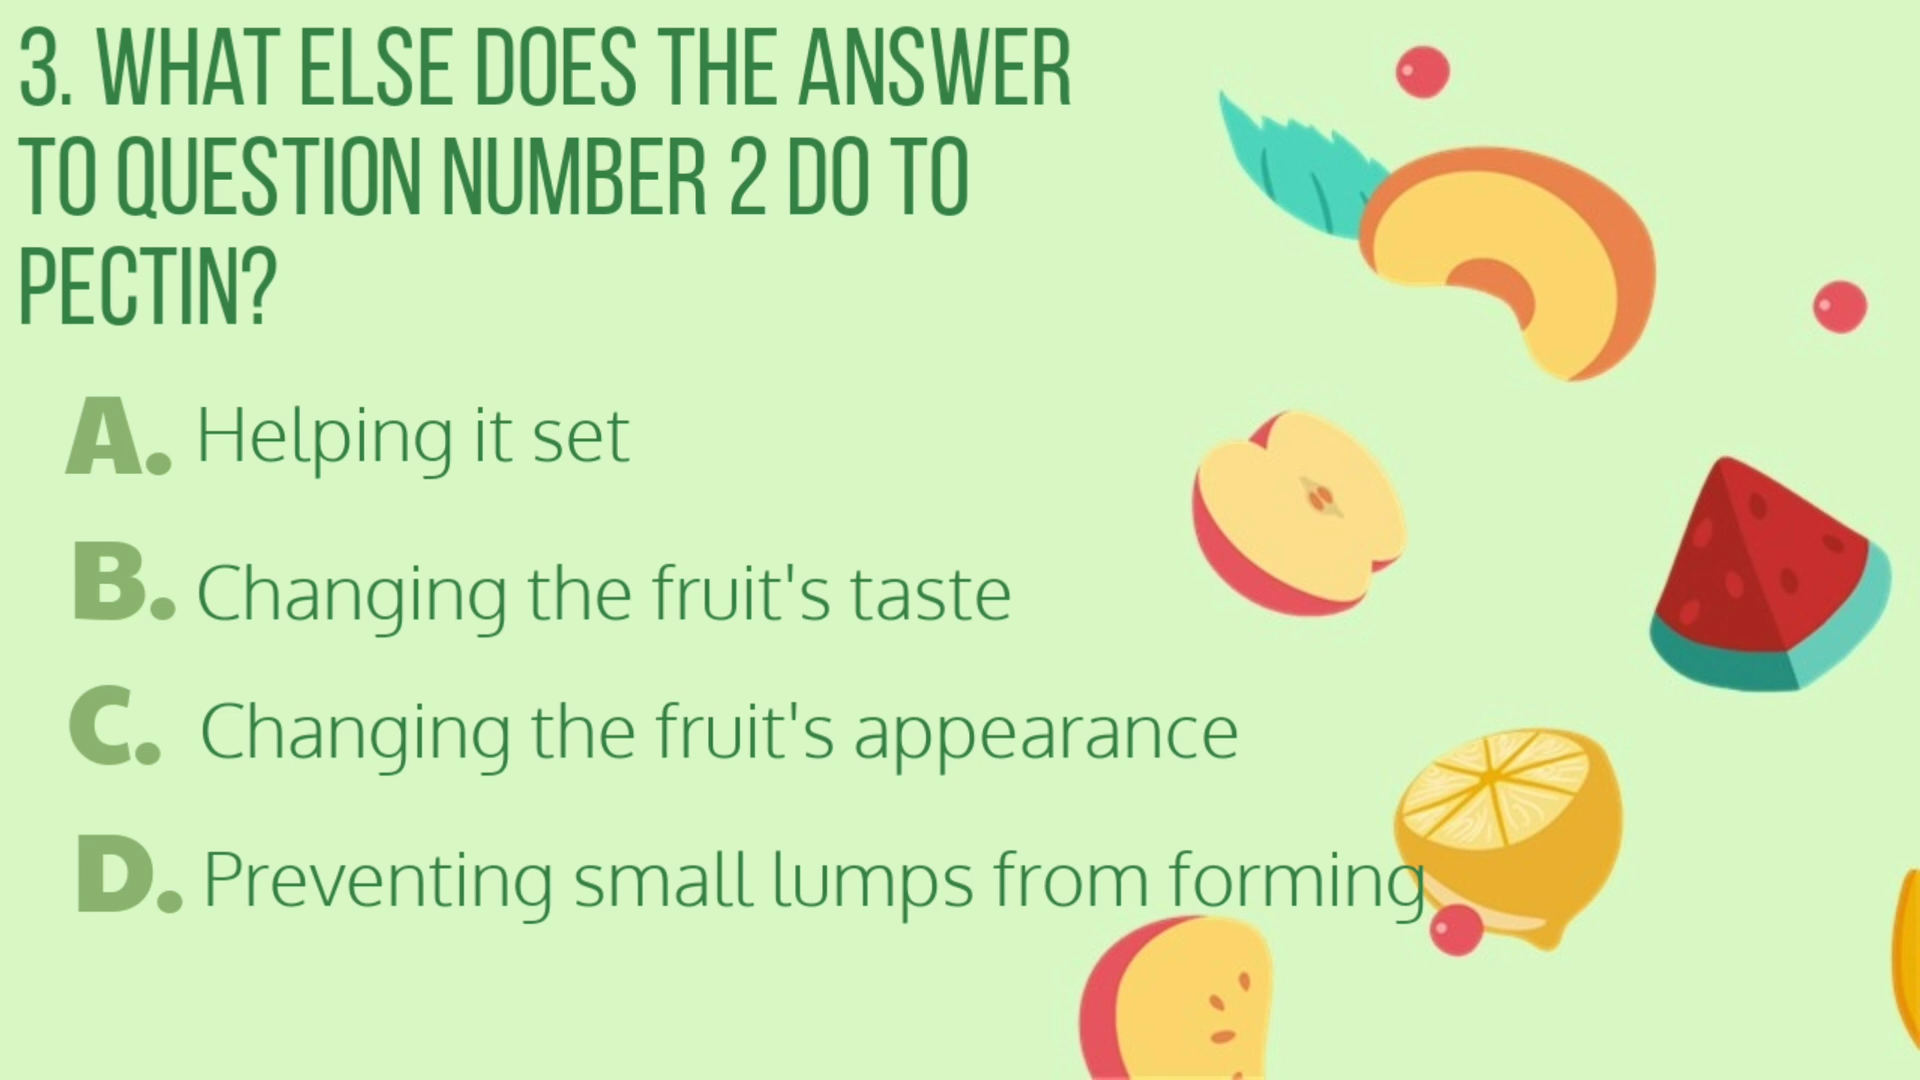 3. WHAT ELSE DOES THE ANSWER
TO QUESTION NUMBER 2 DO TO
PECTIN?
A. Helping it set
B. Changing the fruit's taste
C. Changing the fruit's appearance
D. Preventing small lumps from forming